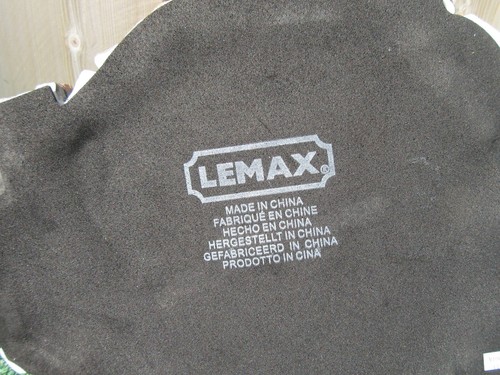 LEMAX®
MADE IN CHINA
FABRIQUÉ EN CHINE
HECHO EN CHINA
HERGESTELLT IN CHINA
GEFABRICEERD IN CHINA
PRODOTTO IN CINA